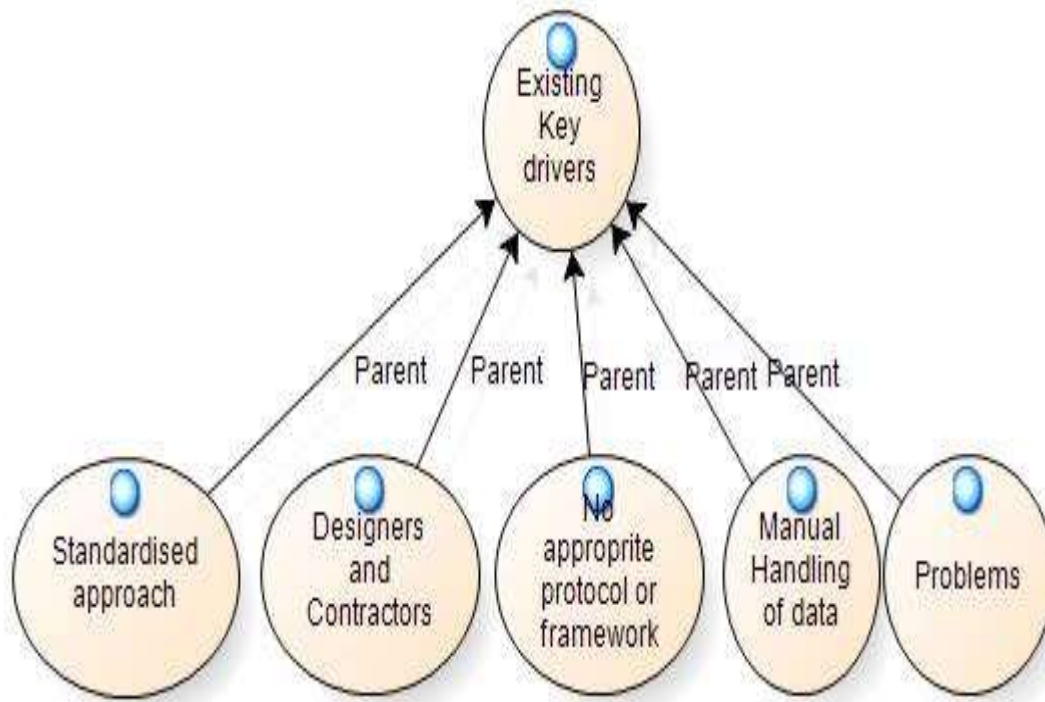 Existing
Key
drivers
Parent
Parent
Parent
Parent
Parent
Standardised
approach
Designers
and
Contractors
No
approprite
protocol or
framework
Manual
Handling
of data
Problems